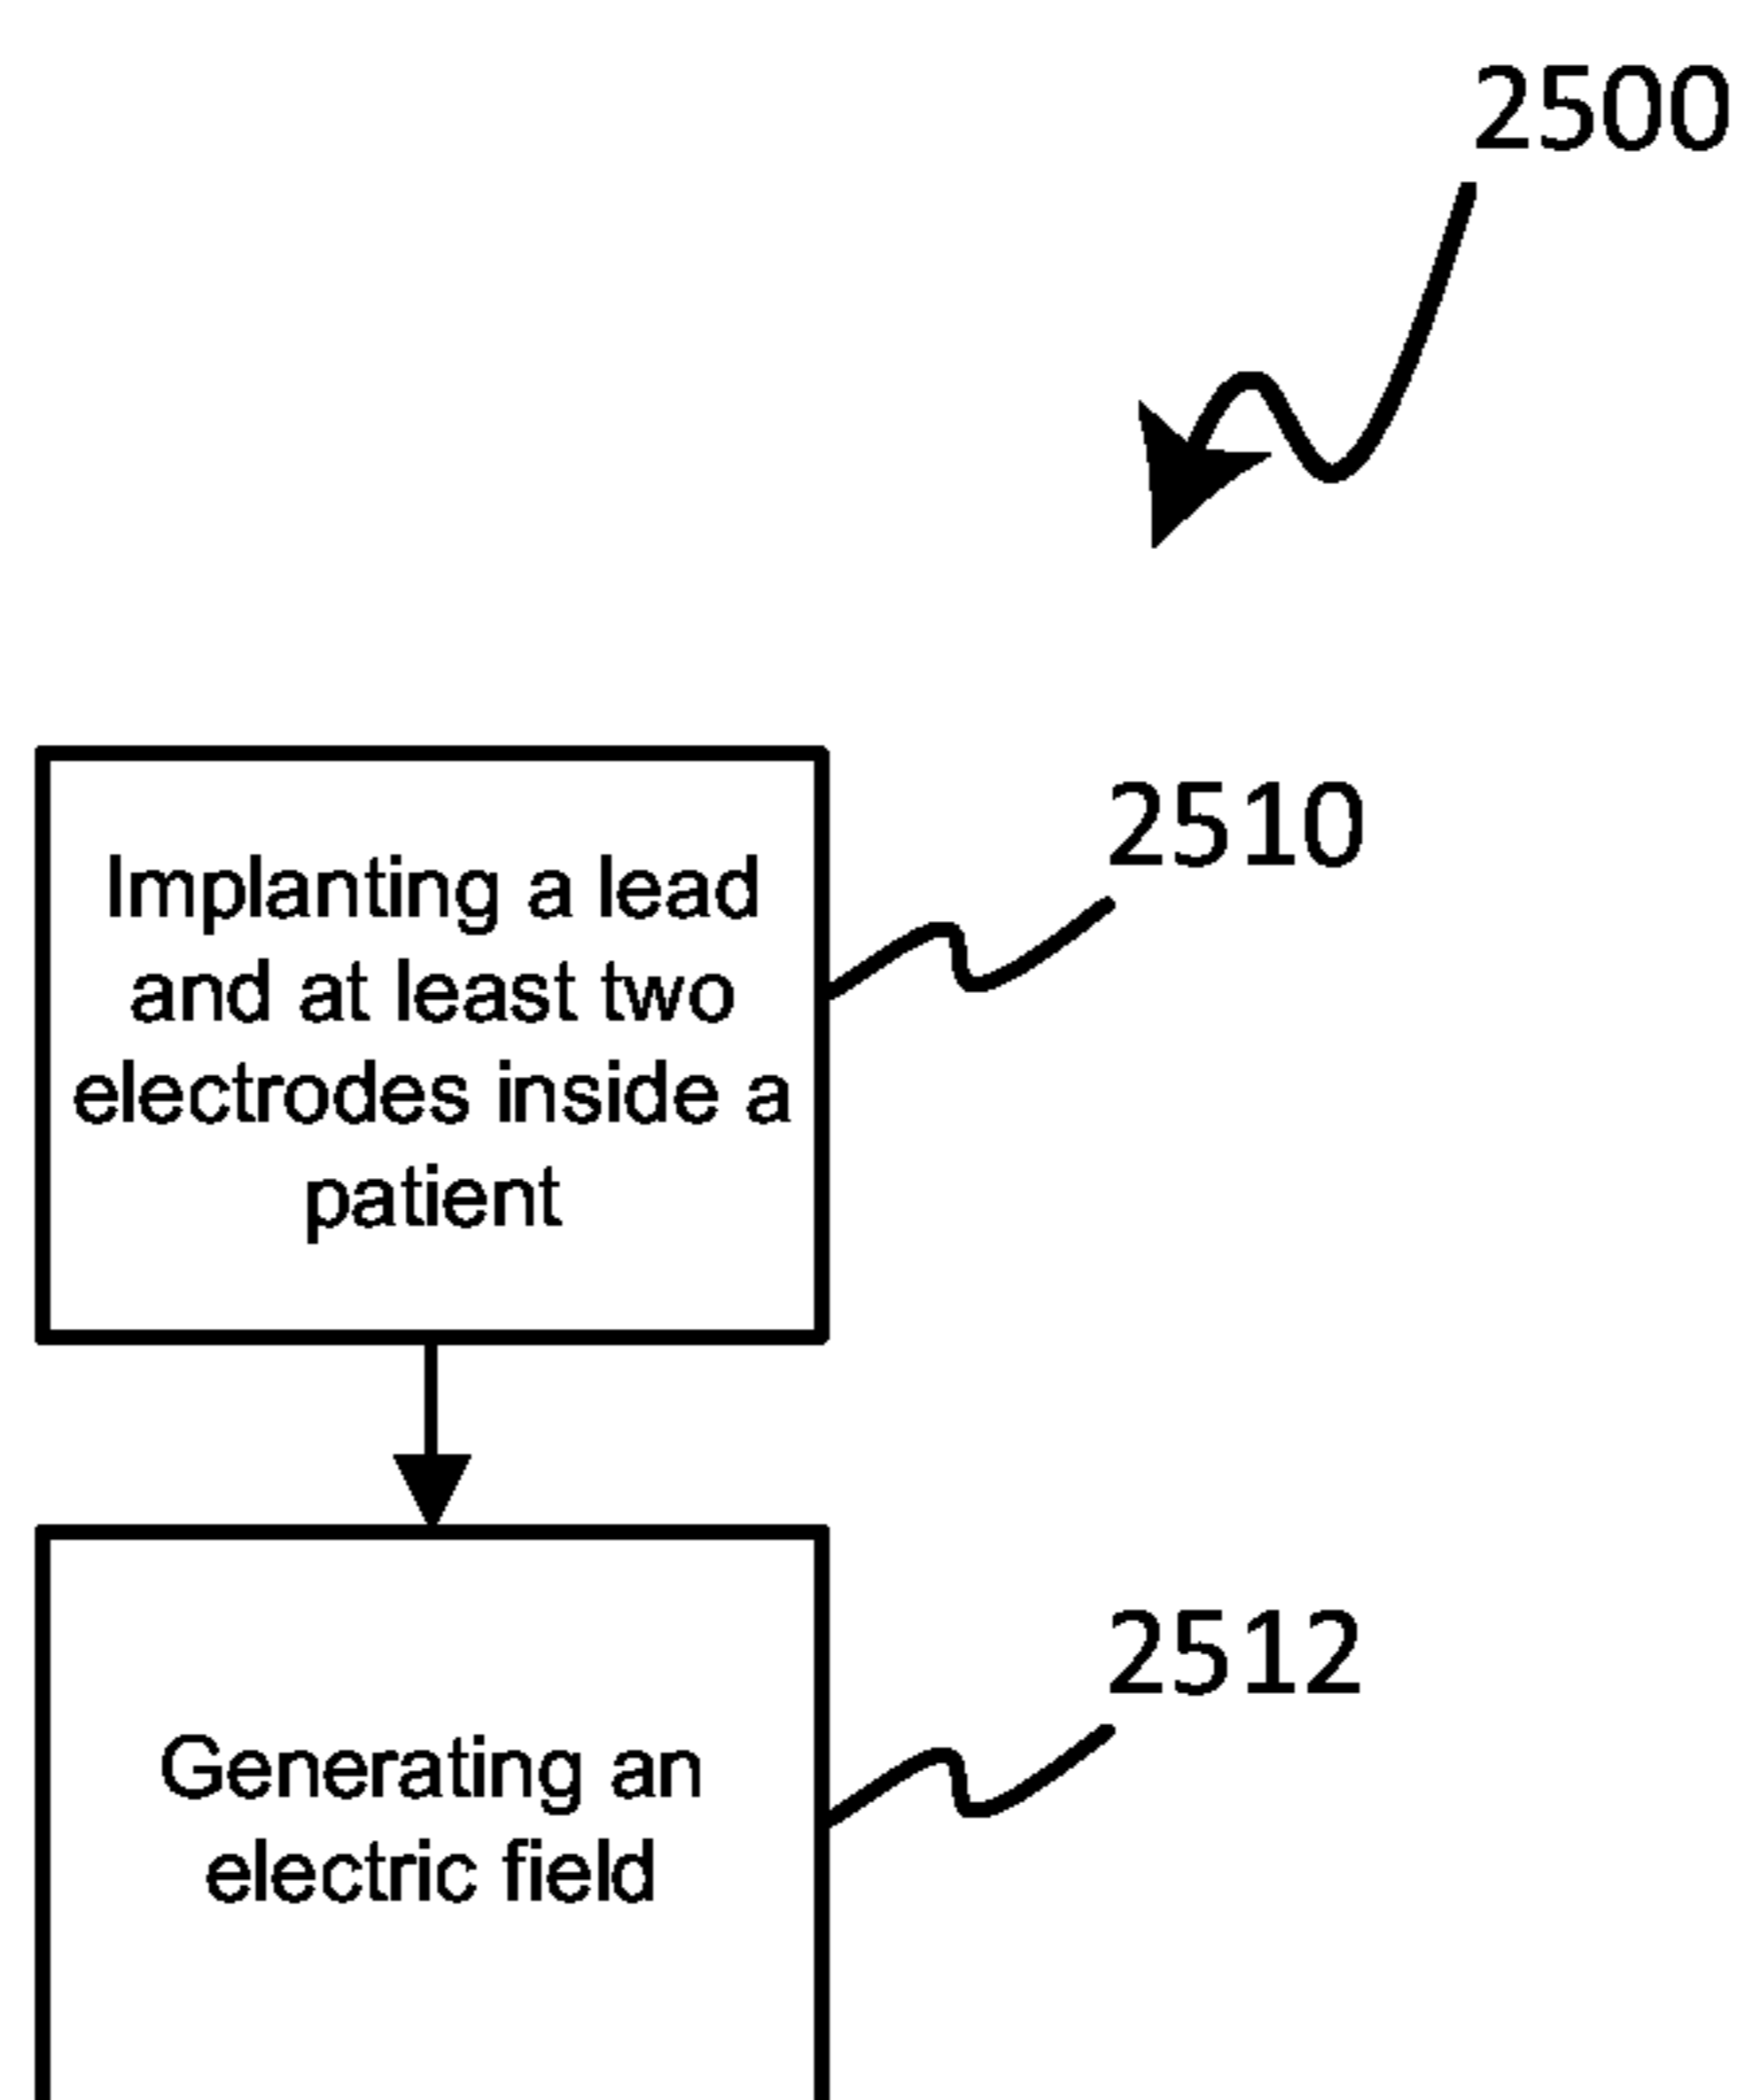 2500
2510
Implanting a lead
and at least two
electrodes inside a
patient
2512
Generating an
electric field